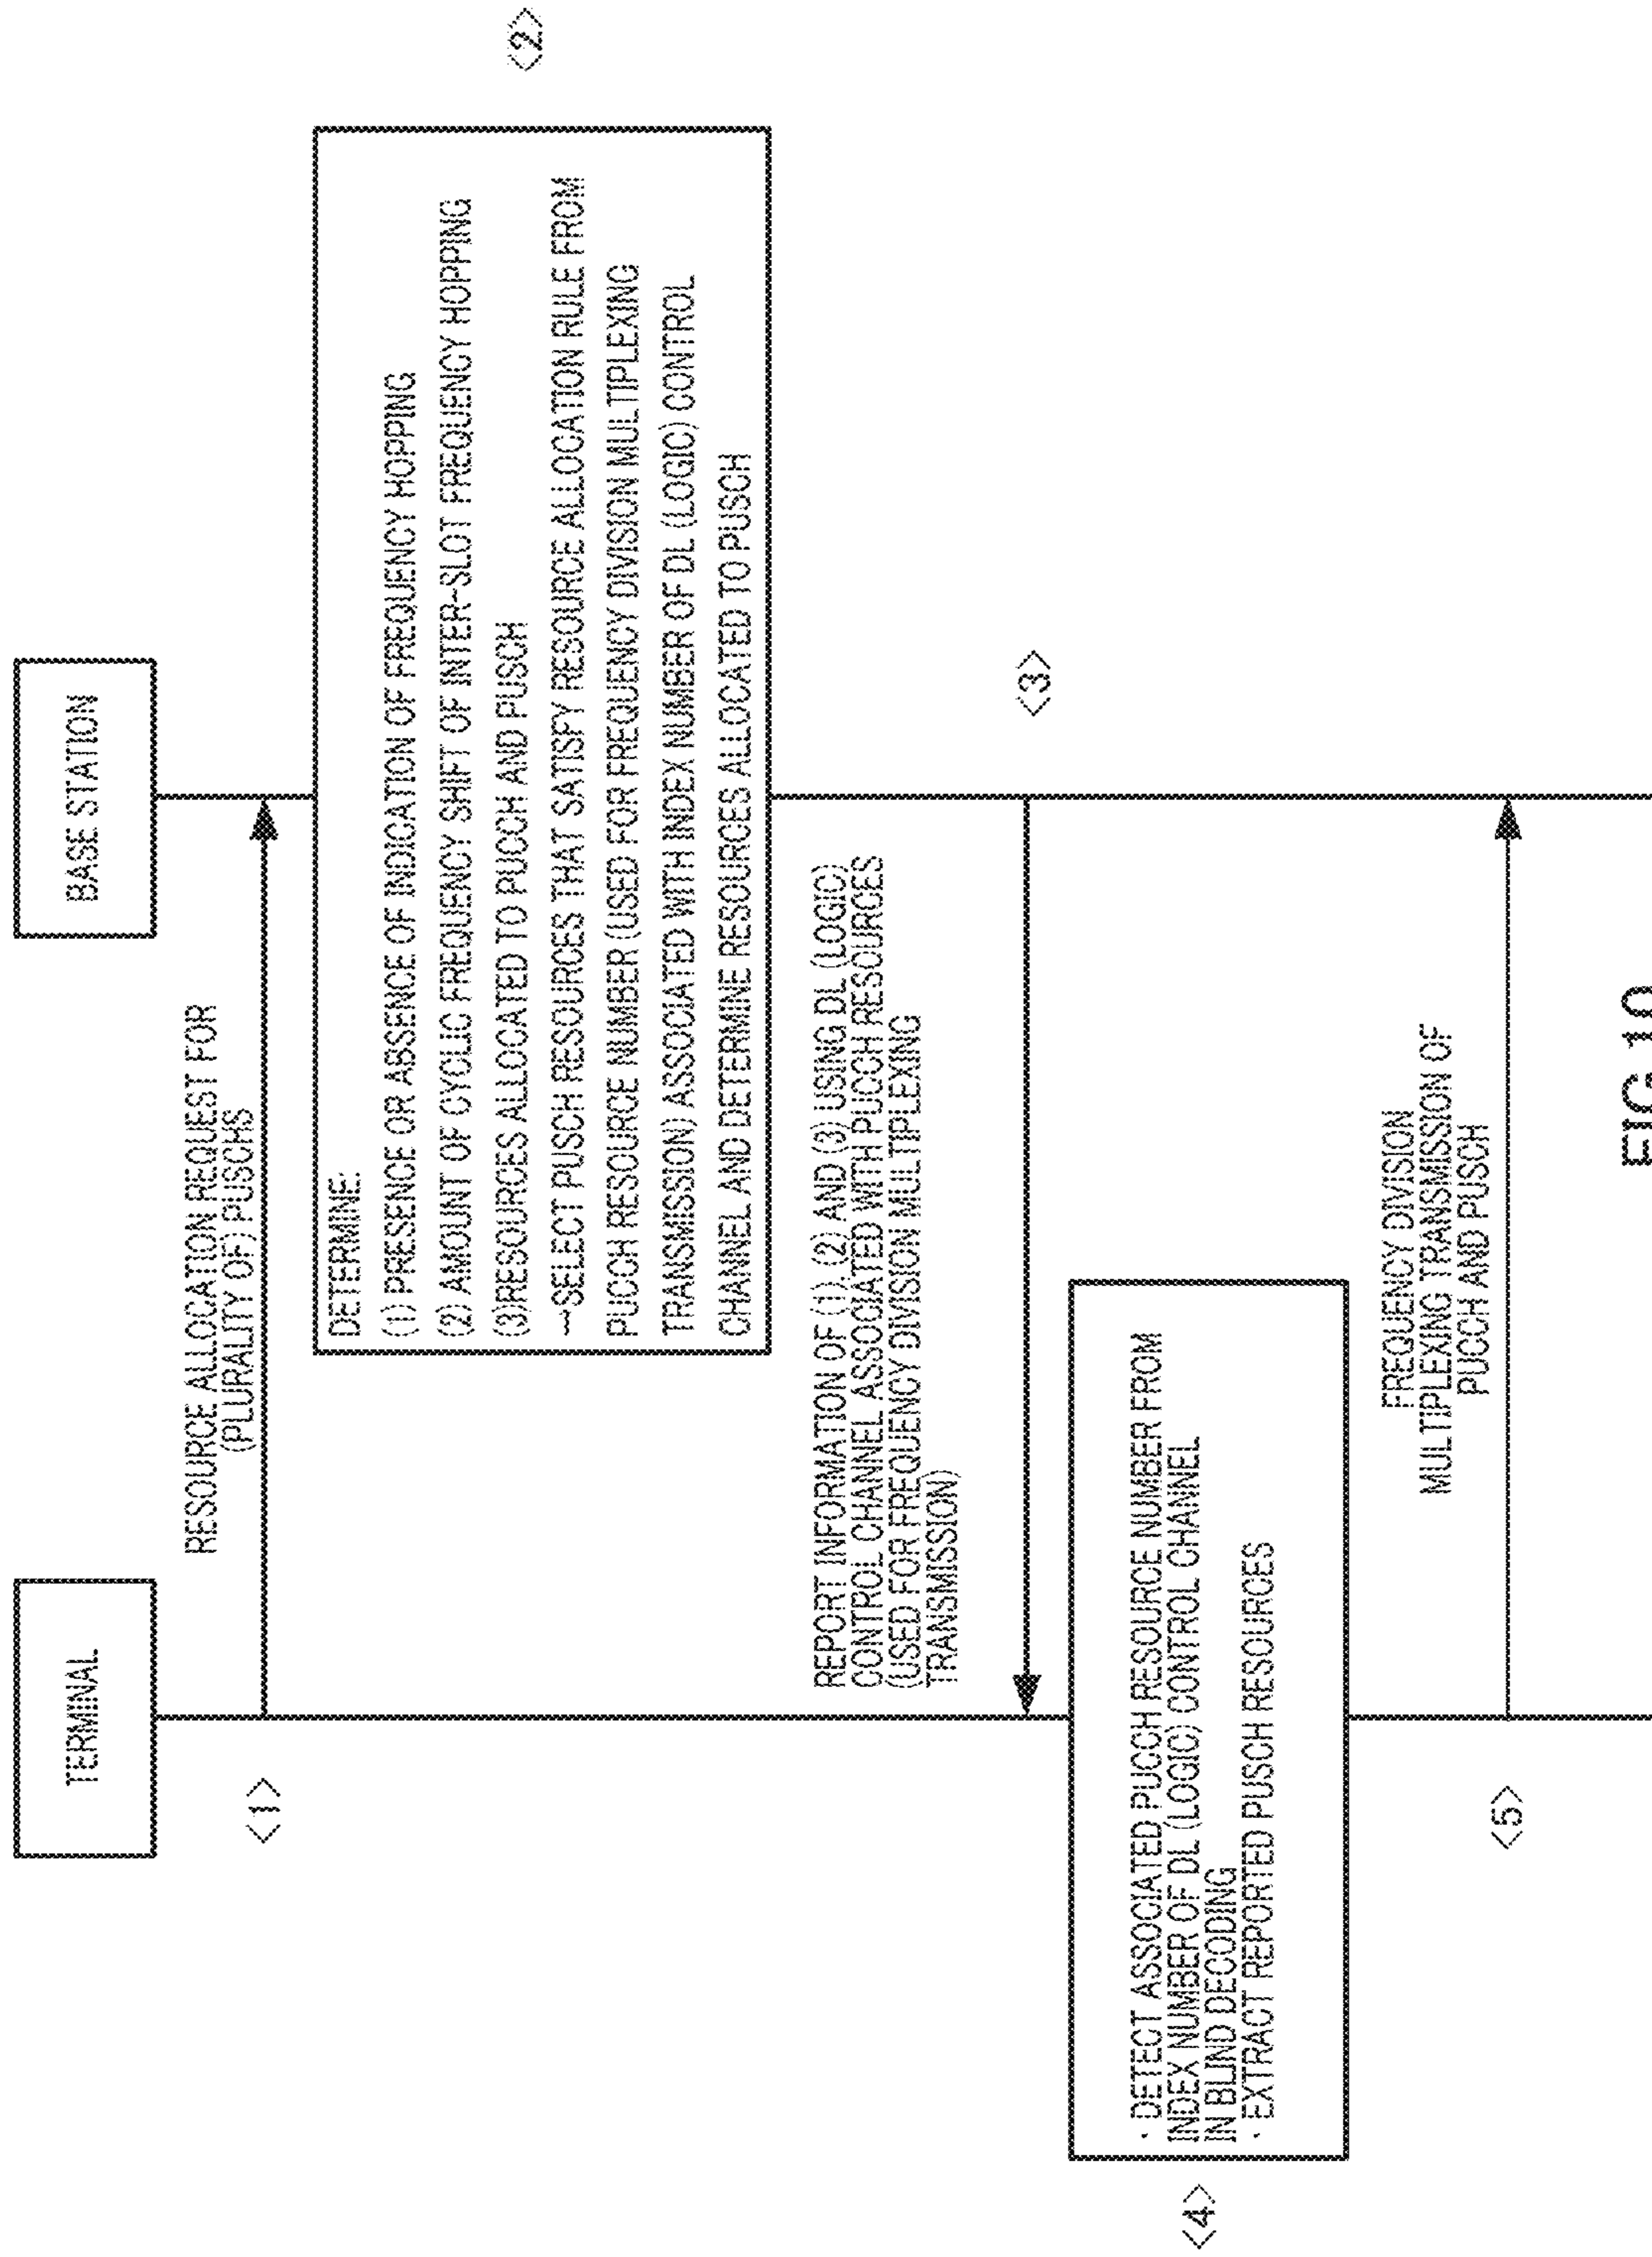 TERMINAL
BASE STATION
<1>
RESOURCE ALLOCATION REQUEST FOR
(PLURALITY OF) PUSCHS
DETERMINE:
(1) PRESENCE OR ABSENCE OF INDICATION OF FREQUENCY HOPPING
(2) AMOUNT OF CYCLIC FREQUENCY SHIFT OF INTER-SLOT FREQUENCY HOPPING
(3)RESOURCES ALLOCATED TO PUCCH AND PUSCH
→SELECT PUSCH RESOURCES THAT SATISFY RESOURCE ALLOCATION RULE FROM
PUCCH RESOURCE NUMBER (USED FOR FREQUENCY DIVISION MULTIPLEXING
TRANSMISSION) ASSOCIATED WITH INDEX NUMBER OF DL (LOGIC) CONTROL
CHANNEL AND DETERMINE RESOURCES ALLOCATED TO PUSCH
<2>
REPORT INFORMATION OF (1), (2) AND (3) USING DL (LOGIC)
CONTROL CHANNEL ASSOCIATED WITH PUCCH RESOURCES
(USED FOR FREQUENCY DIVISION MULTIPLEXING
TRANSMISSION)
<3>
<4>
· DETECT ASSOCIATED PUCCH RESOURCE NUMBER FROM
INDEX NUMBER OF DL (LOGIC) CONTROL CHANNEL
IN BLIND DECODING
· EXTRACT REPORTED PUSCH RESOURCES
FREQUENCY DIVISION
MULTIPLEXING TRANSMISSION OF
PUCCH AND PUSCH
<5>
FIG.10